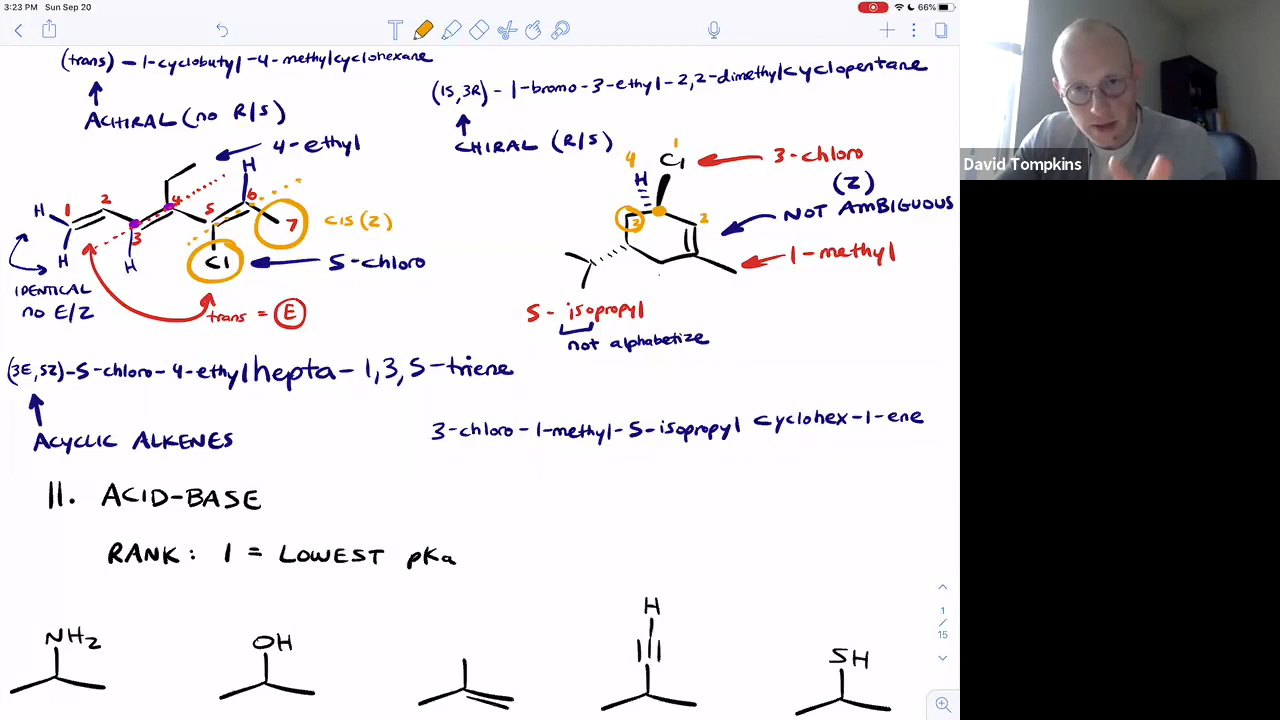 3:23 PM Sun Sep 20
66%
(trans) - 1-cyclobutyl-4-methylcyclohexane
ACHIRAL (no R/S)
(1S, 3R) - 1-bromo-3-ethyl-2,2-dimethylcyclopentane
CHIRAL (R/S)
David Tompkins
4-ethyl
H
H
1
2
3
4
5
6
7
H
H
Cl
CIS (Z)
5-chloro
IDENTICAL
no E/Z
trans = E
4
1
Cl
H
3
2
3-chloro
(Z)
NOT AMBIGUOUS
1-methyl
5-isopropyl
not alphabetize
(3E,5Z)-5-chloro-4-ethylhepta-1,3,5-triene
ACYCLIC ALKENES
3-chloro-1-methyl-5-isopropyl cyclohex-1-ene
II. ACID-BASE
RANK: 1 = LOWEST pKa
NH2
OH
H
SH
1
/
15